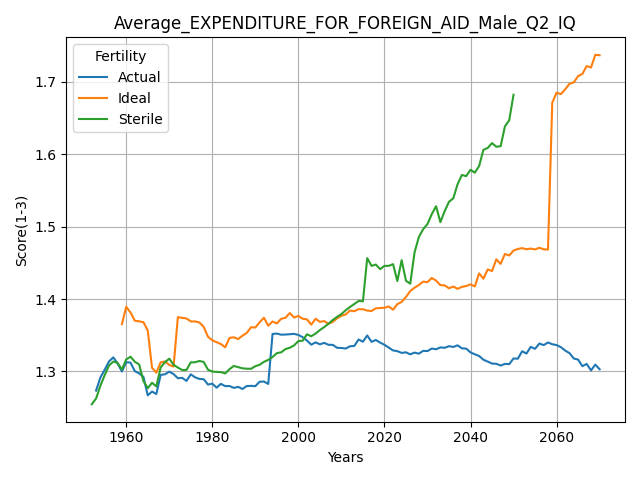 Average_EXPENDITURE_FOR_FOREIGN_AID_Male_Q2_IQ
Fertility
Actual
Ideal
Sterile
Score(1-3)
1.7
1.6
1.5
1.4
1.3
1960 1980 2000 2020 2040 2060
Years